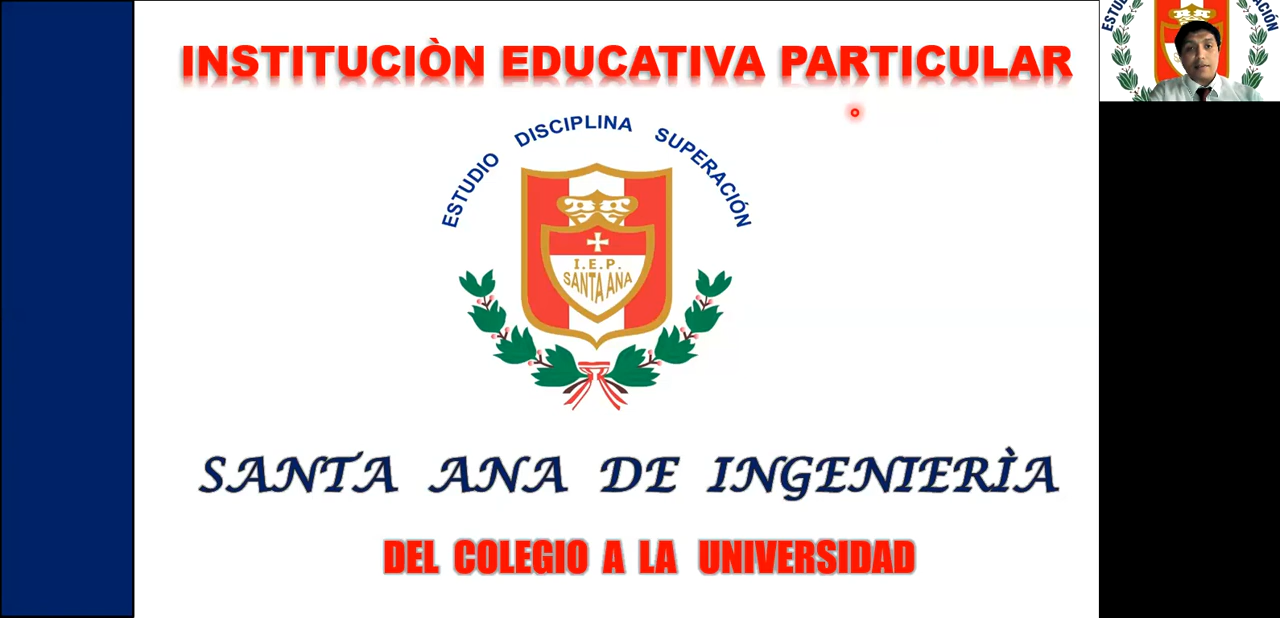 INSTITUCIÒN EDUCATIVA PARTICULAR
ESTUDIO DISCIPLINA SUPERACIÓN
I.E.P.
SANTA ANA
SANTA ANA DE INGENIERÌA
DEL COLEGIO A LA UNIVERSIDAD